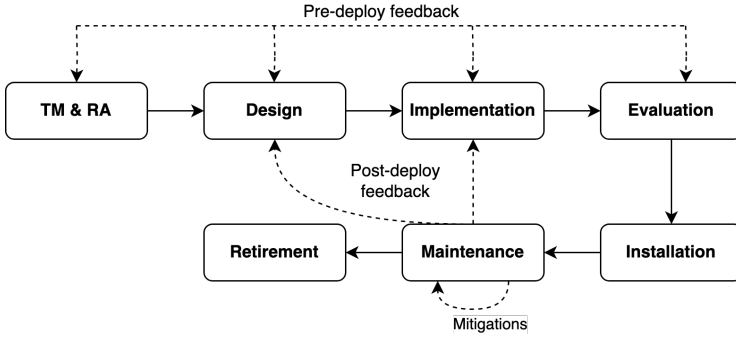 Pre-deploy feedback
TM & RA
Design
Implementation
Evaluation
Post-deploy
feedback
Retirement
Maintenance
Installation
Mitigations